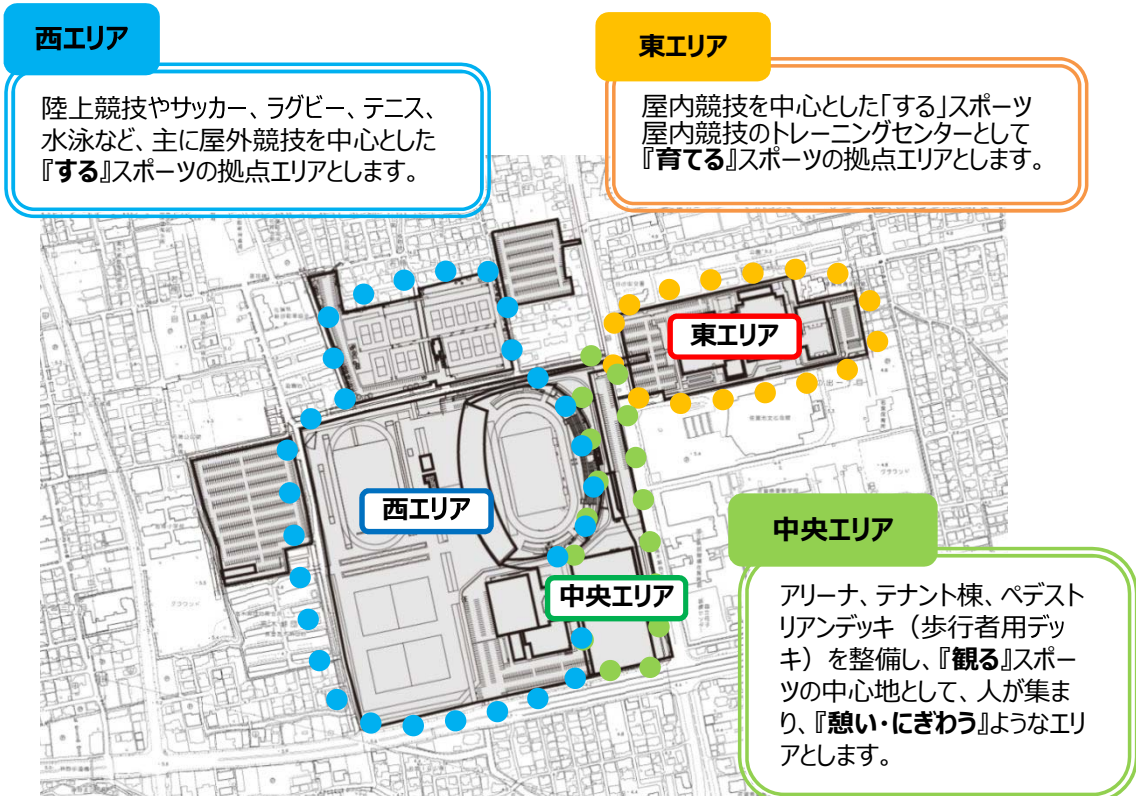 西エリア
陸上競技やサッカー、ラグビー、テニス、
水泳など、主に屋外競技を中心とした
『する』スポーツの拠点エリアとします。
東エリア
屋内競技を中心とした「する」スポーツ
屋内競技のトレーニングセンターとして
『育てる』スポーツの拠点エリアとします。
東エリア
西エリア
中央エリア
中央エリア
アリーナ、テナント棟、ペデスト
リアンデッキ（歩行者用デッ
キ）を整備し、『観る』スポー
ツの中心地として、人が集ま
り、『憩い・にぎわう』ようなエリ
アとします。